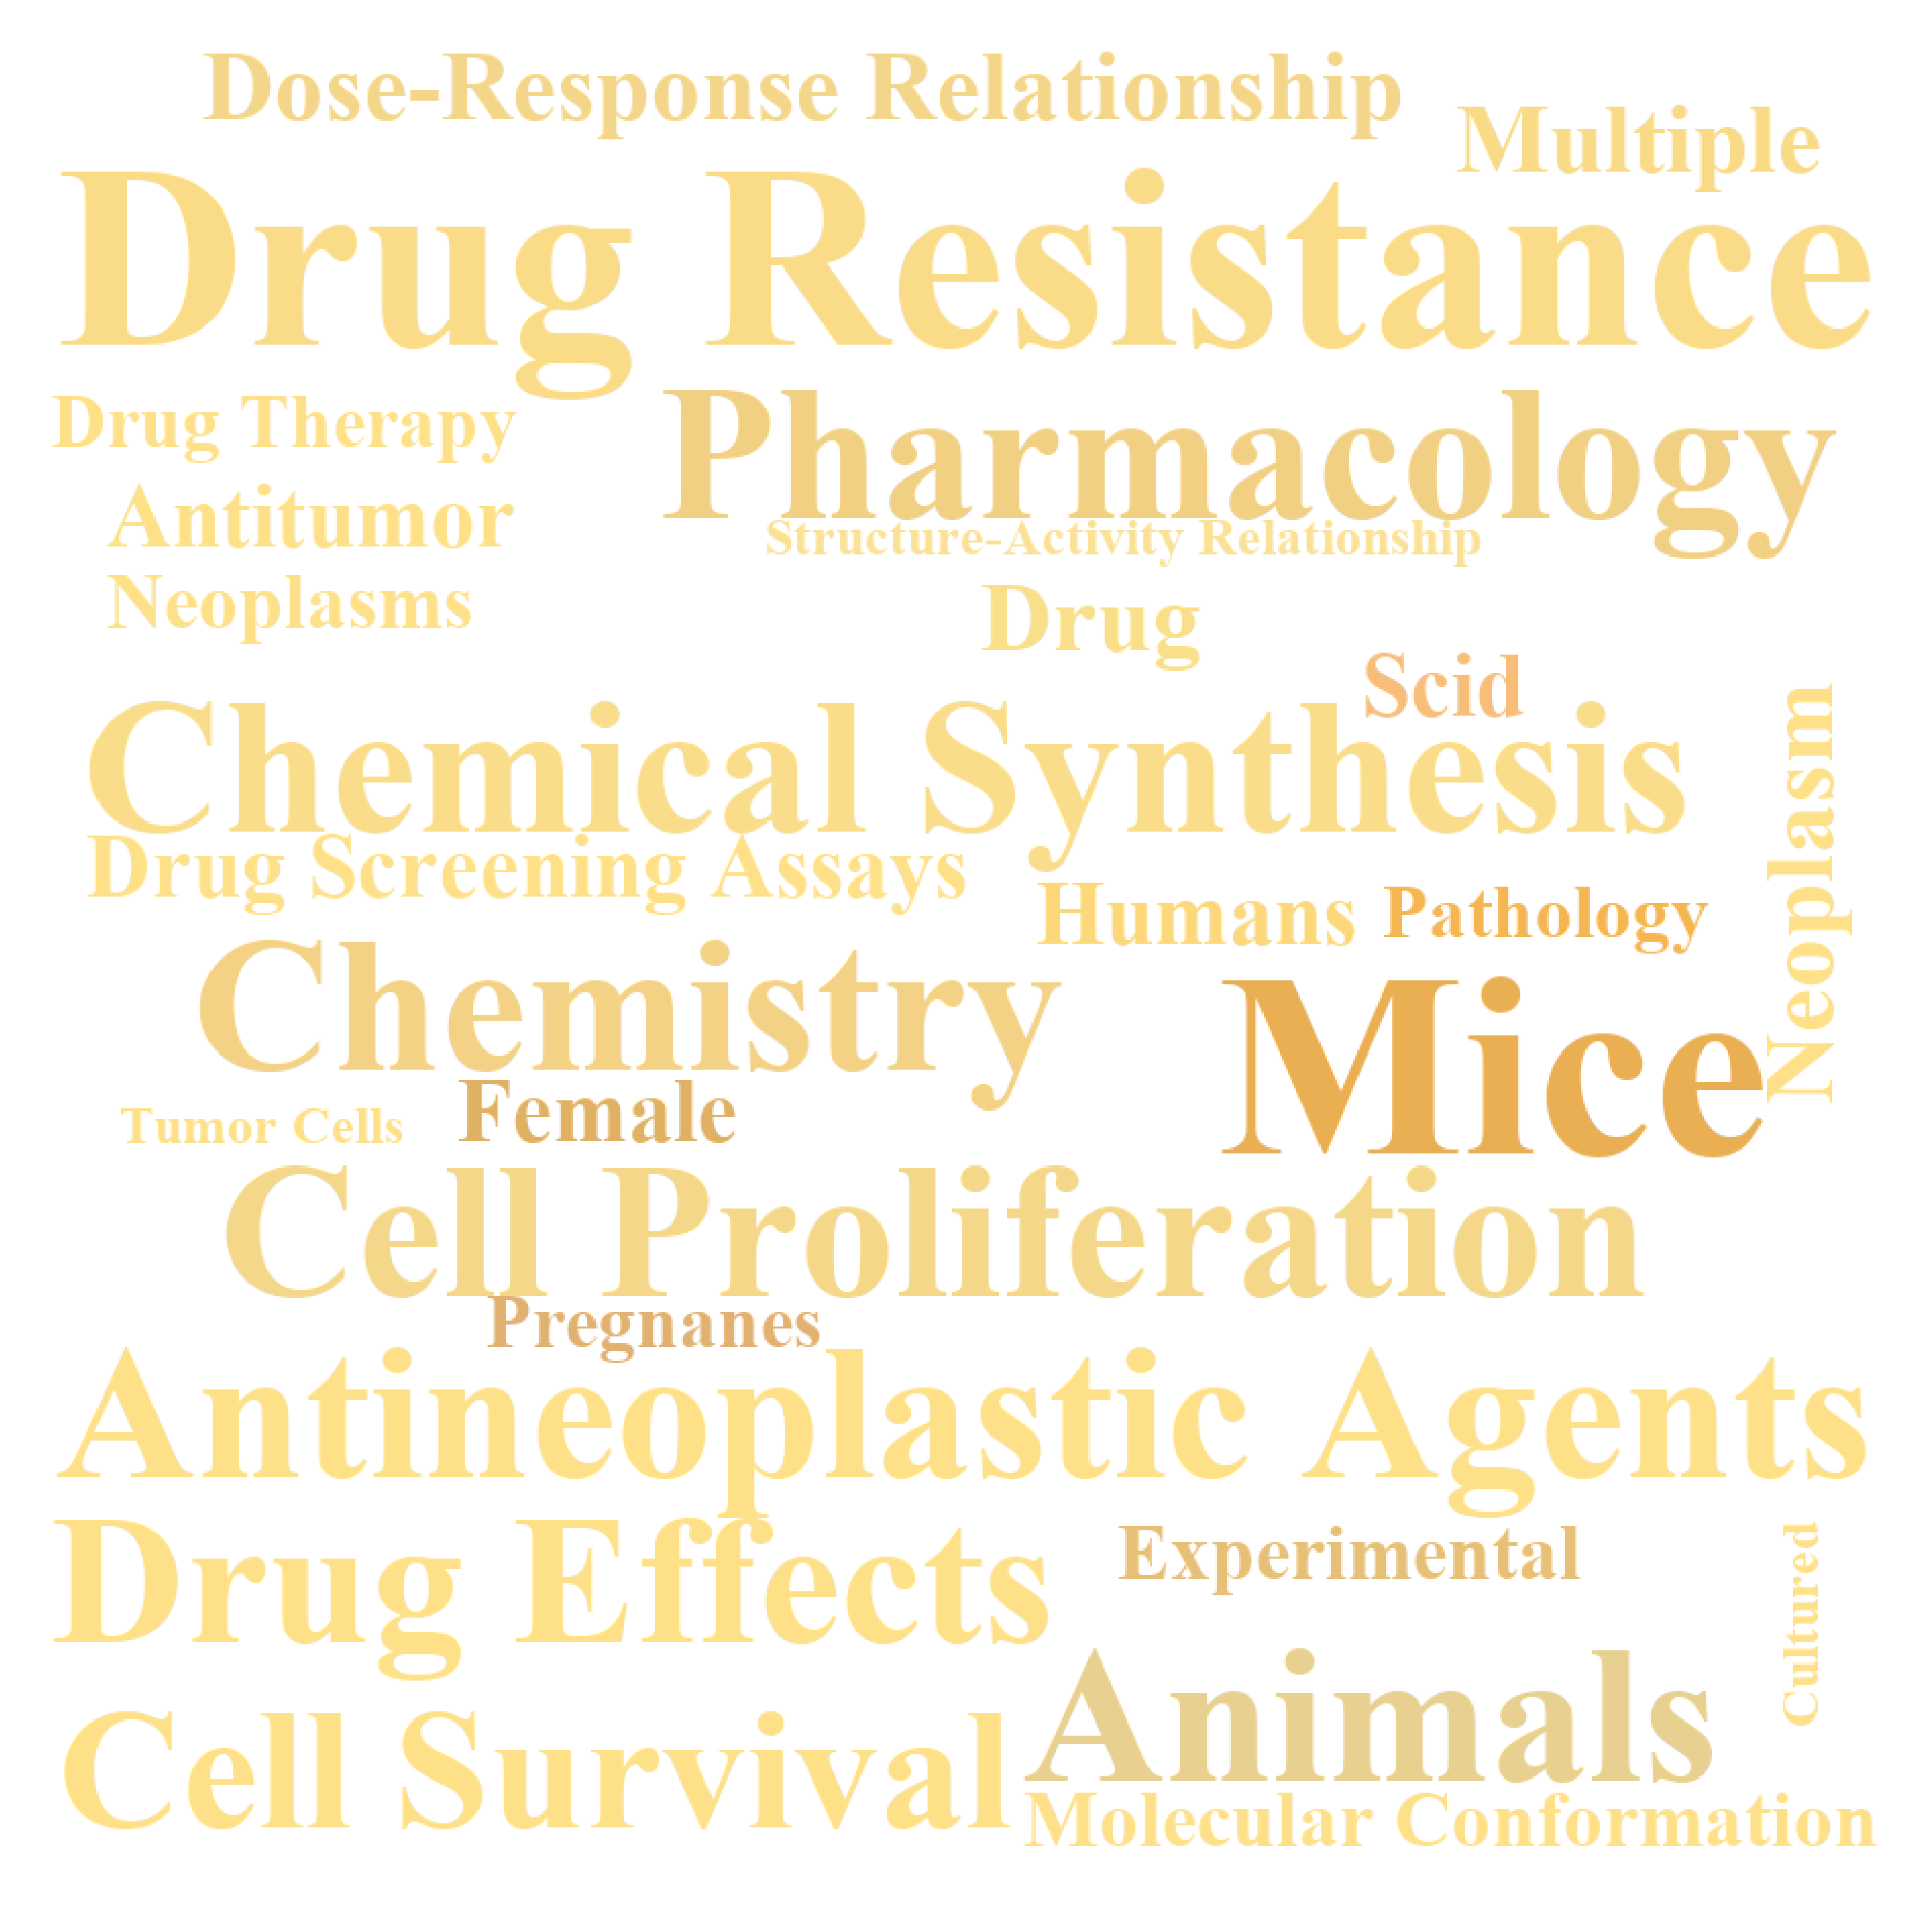 Dose-Response Relationship
Multiple
Drug Resistance
Drug Therapy
Pharmacology
Antitumor
Structure-Activity Relationship
Neoplasms
Drug
Scid
Chemical Synthesis
Neoplasm
Drug Screening Assays
Humans
Pathology
Chemistry
Mice
Tumor Cells
Female
Cell Proliferation
Pregnanes
Antineoplastic Agents
Drug Effects
Experimental
Cultured
Animals
Cell Survival
Molecular Conformation